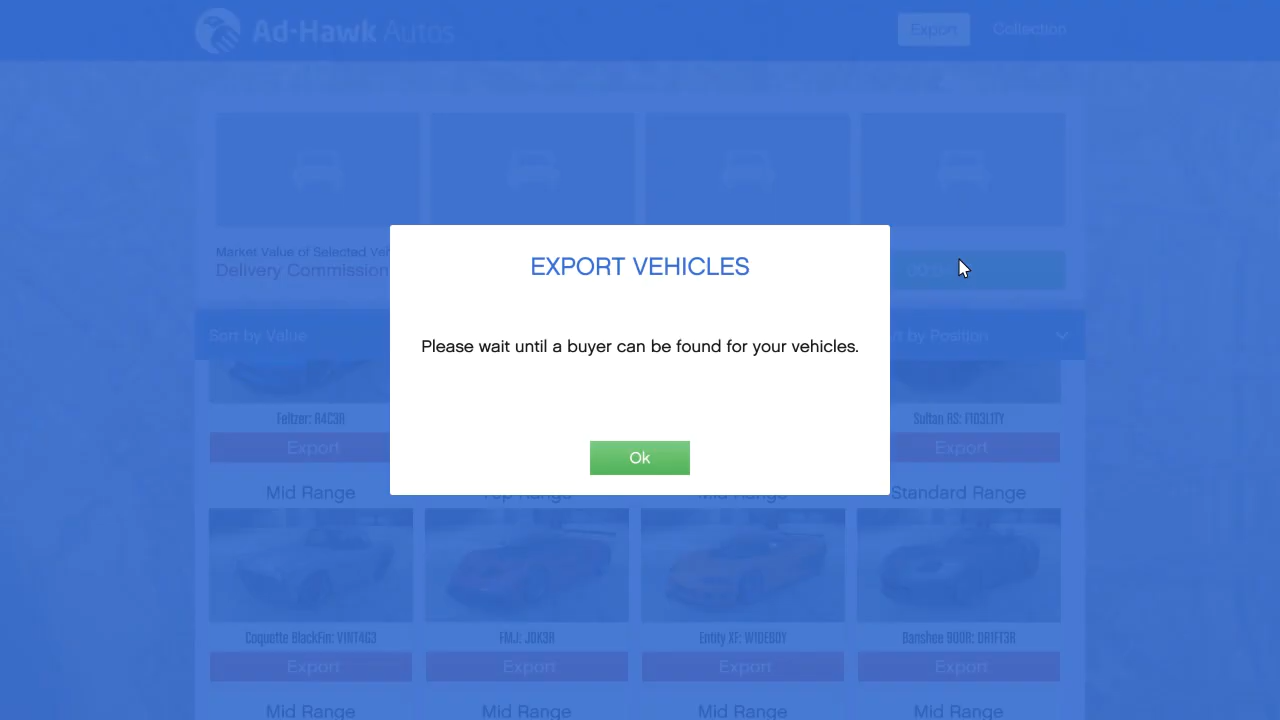 Ad-Hawk Autos
Export
Collection
Market Value of Selected
Delivery Commission
EXPORT VEHICLES
Please wait until a buyer can be found for your vehicles.
Ok
Sort by Value
by Position
Feltzer: R4C3R
Sultan RS: F1D3L1TY
Export
Export
Mid Range
Top Range
Mid Range
Standard Range
Coquette BlackFin: V1NT4G3
FMJ: J0K3R
Entity XF: W1DEB0Y
Banshee 900R: DR1FT3R
Export
Export
Export
Export
Mid Range
Mid Range
Mid Range
Mid Range